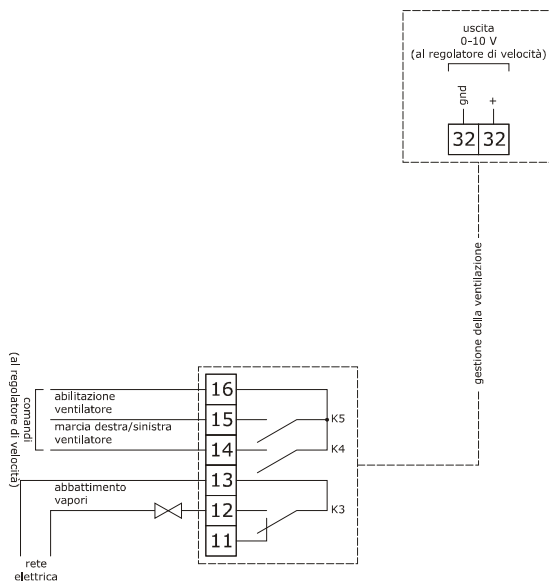 uscita
0-10 V
(al regolatore di velocità)
gnd
+
32 32
gestione della ventilazione
(al regolatore di velocità)
comandi
abilitazione
ventilatore
marcia destra/sinistra
ventilatore
abbattimento
vapori
16
15
14
13
12
11
K5
K4
K3
rete
elettrica